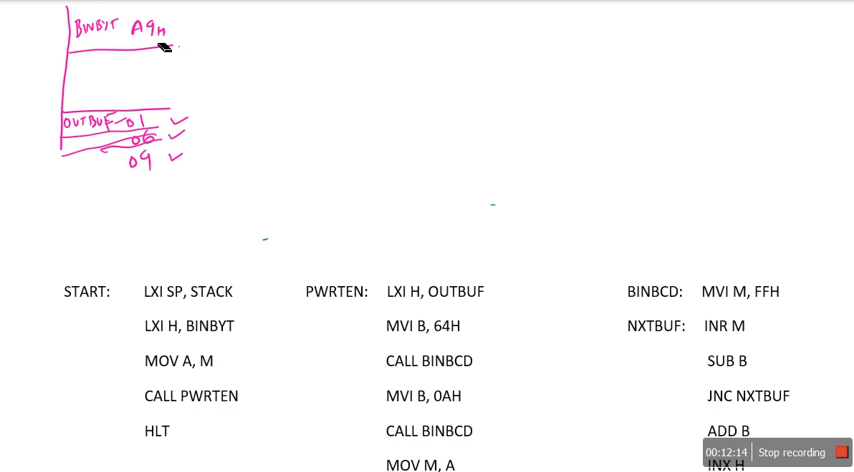 BINBYT A9H
OUTBUF-01
06
09
START: LXI SP, STACK
LXI H, BINBYT
MOV A, M
CALL PWRTEN
HLT
PWRTEN: LXI H, OUTBUF
MVI B, 64H
CALL BINBCD
MVI B, 0AH
CALL BINBCD
MOV M, A
BINBCD: MVI M, FFH
NXTBUF: INR M
SUB B
JNC NXTBUF
ADD B
INX H
00:12:14 Stop recording